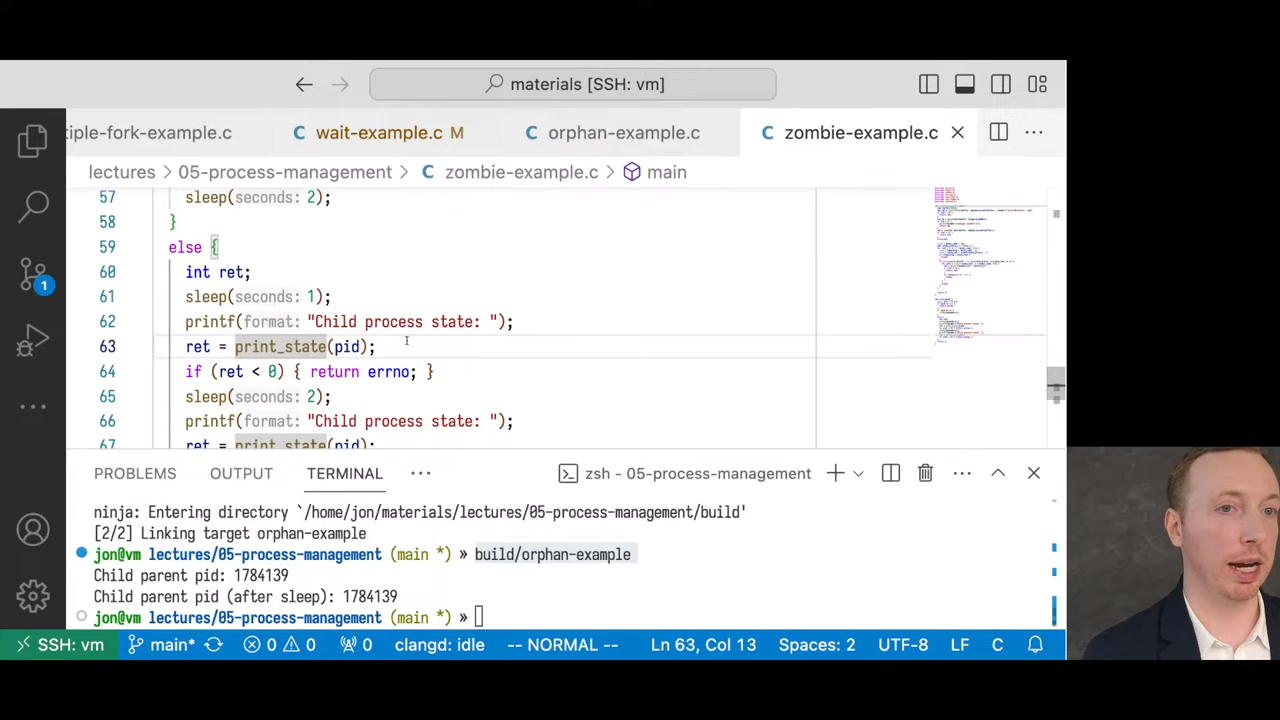 materials [SSH: vm]
tiple-fork-example.c
C wait-example.c M
C orphan-example.c
C zombie-example.c
lectures > 05-process-management > C zombie-example.c > main
57 sleep(seconds: 2);
58 }
59 else {
60 int ret;
61 sleep(seconds: 1);
62 printf(format: "Child process state: ");
63 ret = print_state(pid);
64 if (ret < 0) { return errno; }
65 sleep(seconds: 2);
66 printf(format: "Child process state: ");
67 ret = print_state(pid);
1
PROBLEMS OUTPUT TERMINAL ··· zsh - 05-process-management
ninja: Entering directory `/home/jon/materials/lectures/05-process-management/build'
[2/2] Linking target orphan-example
jon@vm lectures/05-process-management (main *) » build/orphan-example
Child parent pid: 1784139
Child parent pid (after sleep): 1784139
jon@vm lectures/05-process-management (main *) »
SSH: vm main* 0 0 0 clangd: idle -- NORMAL -- Ln 63, Col 13 Spaces: 2 UTF-8 LF C